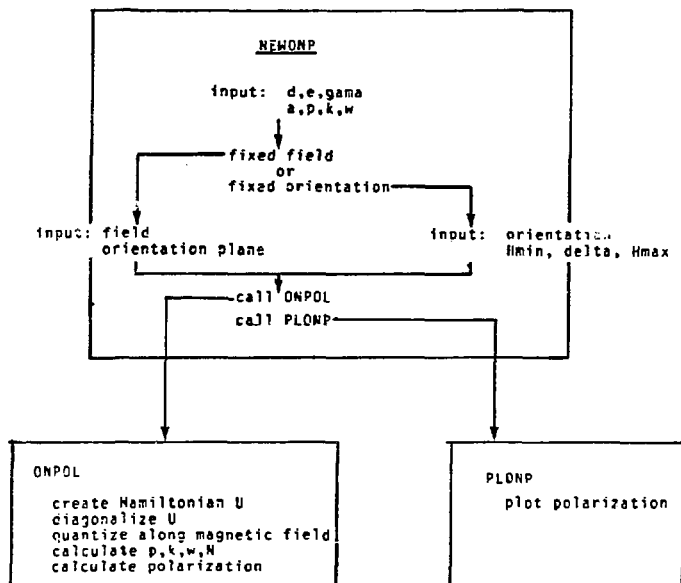 NEWONP
input: d,e,gama
a,p,k,w
fixed field
or
fixed orientation
input: field
orientation plane
input: orientation
Hmin, delta, Hmax
call ONPOL
call PLONP
ONPOL
create Hamiltonian U
diagonalize U
quantize along magnetic field
calculate p,k,w,N
calculate polarization
PLONP
plot polarization